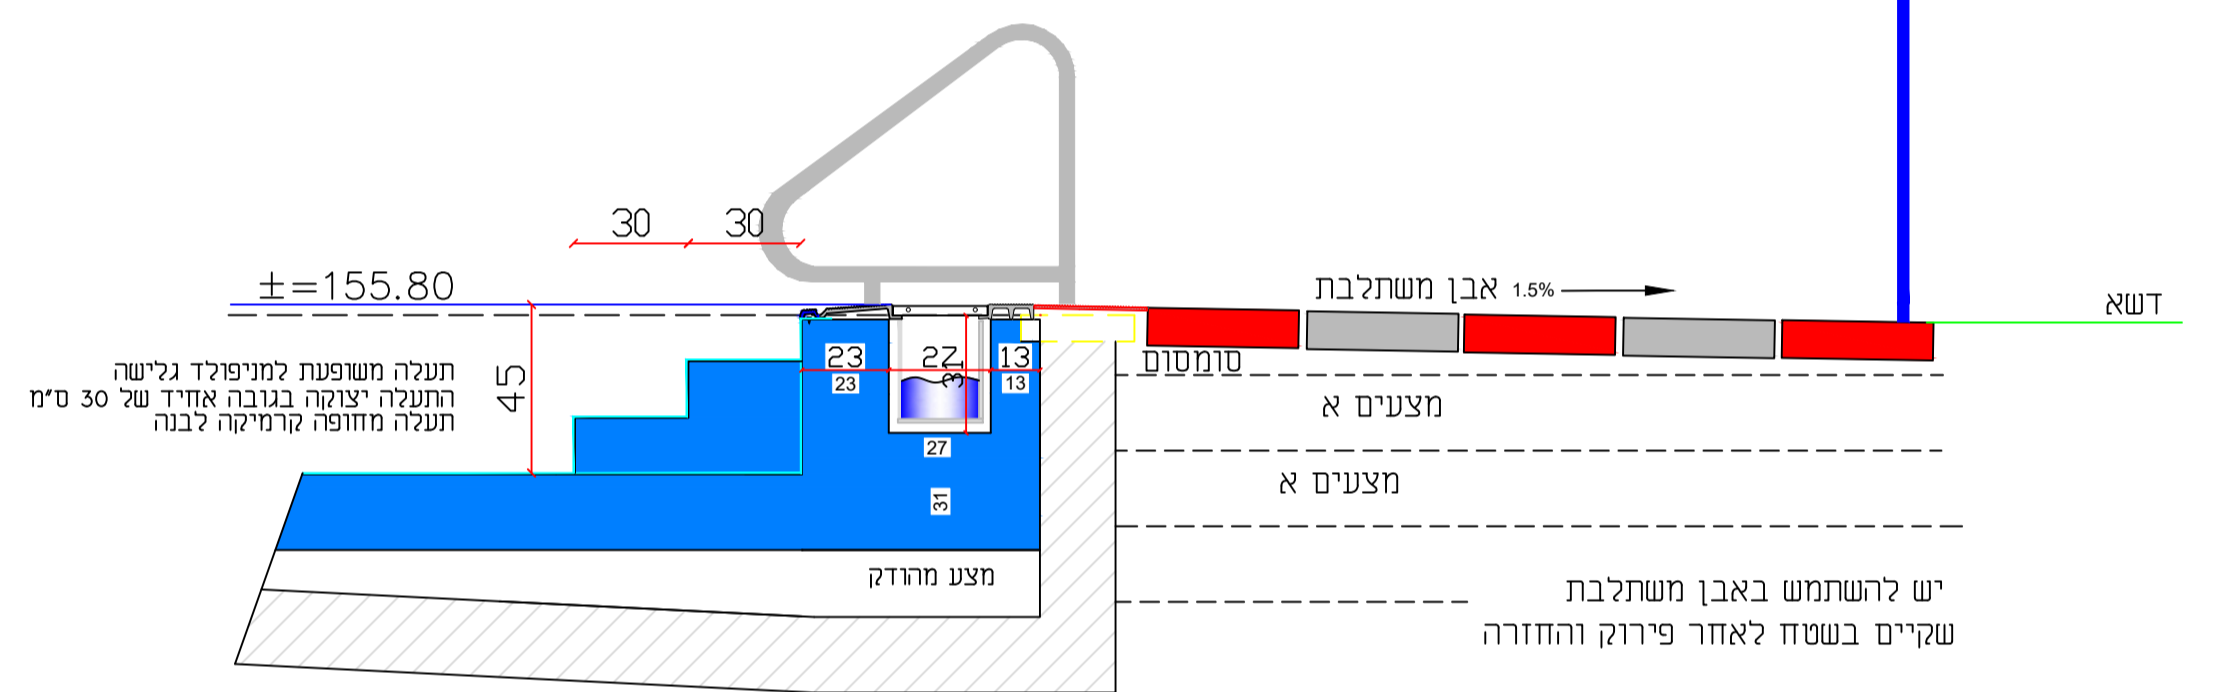 30
30
±=155.80
אבן משתלבת 1.5%
דשא
תעלה משופעת למניפולד גלישה
התעלה יצוקה בגובה אחיד של 30 ס"מ
תעלה מחופה קרמיקה לבנה
45
23
27
31
13
23
13
27
31
סומסום
מצעים א
מצעים א
מצע מהודק
יש להשתמש באבן משתלבת
שקיים בשטח לאחר פירוק והחזרה